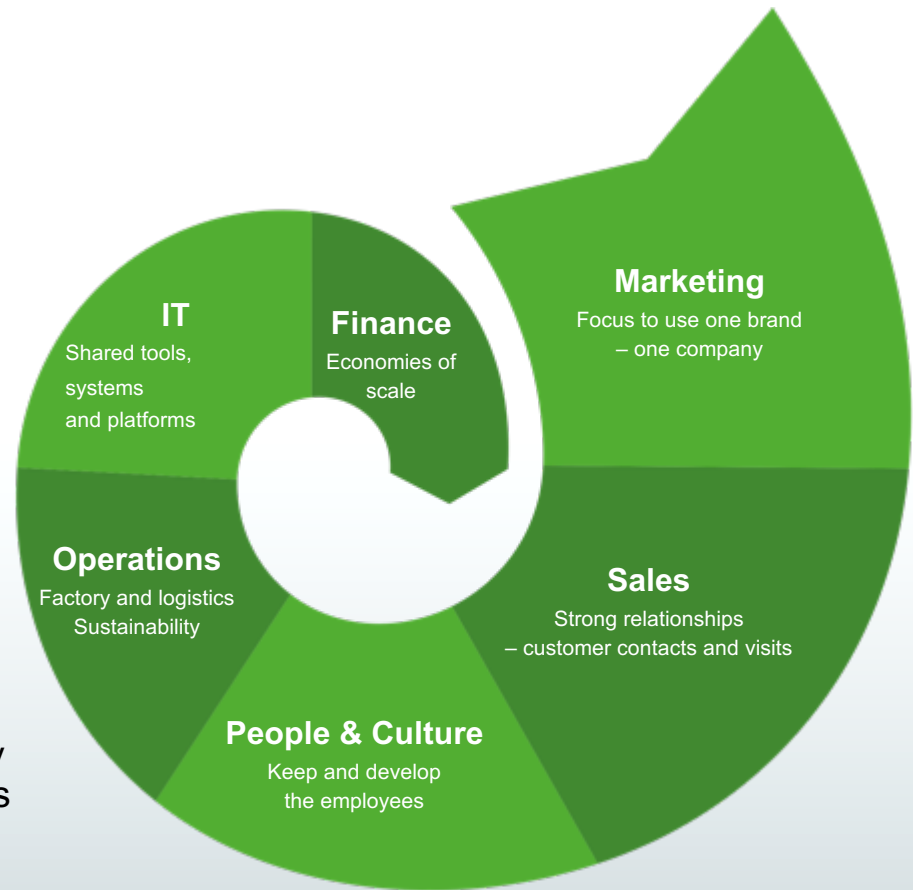 Marketing
Focus to use one brand
– one company
IT
Shared tools,
systems
and platforms
Finance
Economies of
scale
Operations
Factory and logistics
Sustainability
Sales
Strong relationships
– customer contacts and visits
People & Culture
Keep and develop
the employees